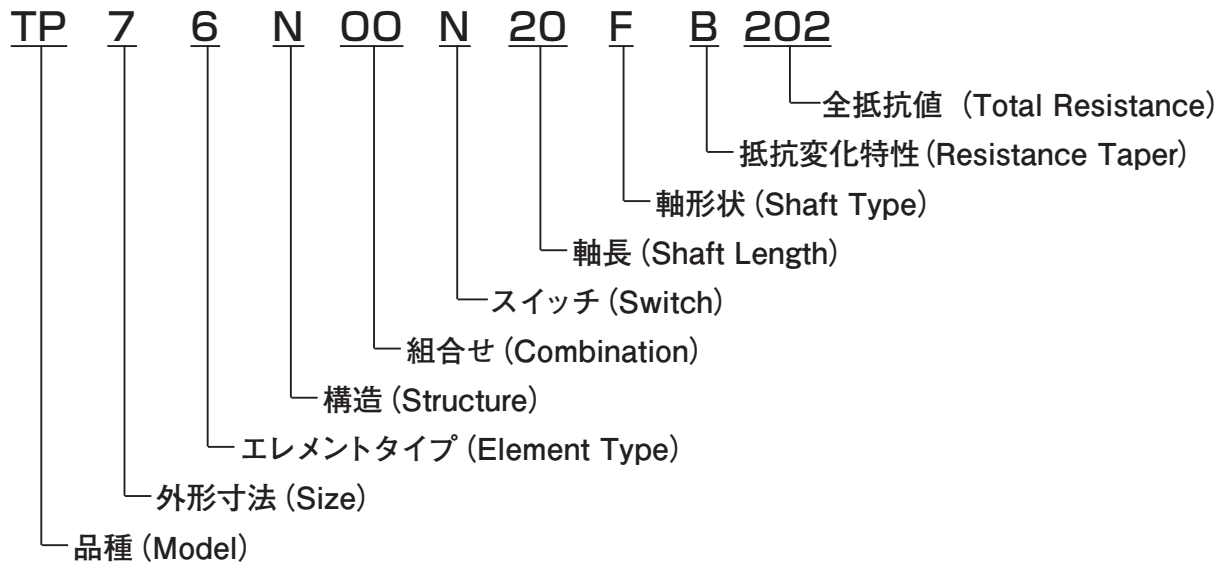 TP 7 6 N 00 N 20 F B 202
全抵抗値 (Total Resistance)
抵抗変化特性 (Resistance Taper)
軸形状 (Shaft Type)
軸長 (Shaft Length)
スイッチ (Switch)
組合せ (Combination)
構造 (Structure)
エレメントタイプ (Element Type)
外形寸法 (Size)
品種 (Model)